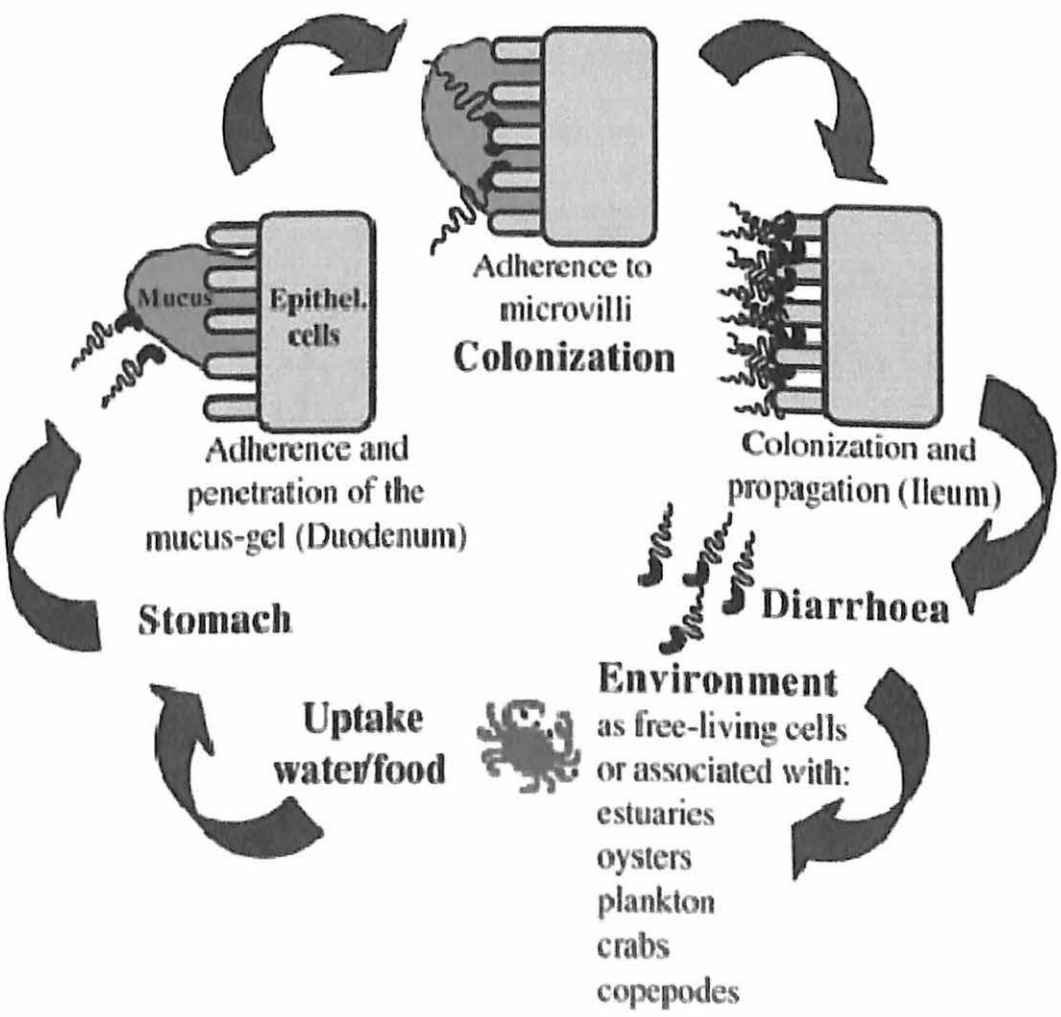 Mucus
Epithel.
cells
Adherence and
penetration of the
mucus-gel (Duodenum)
Adherence to
microvilli
Colonization
Colonization and
propagation (Ileum)
Diarrhoea
Environment
as free-living cells
or associated with:
estuaries
oysters
plankton
crabs
copepodes
Uptake
water/food
Stomach